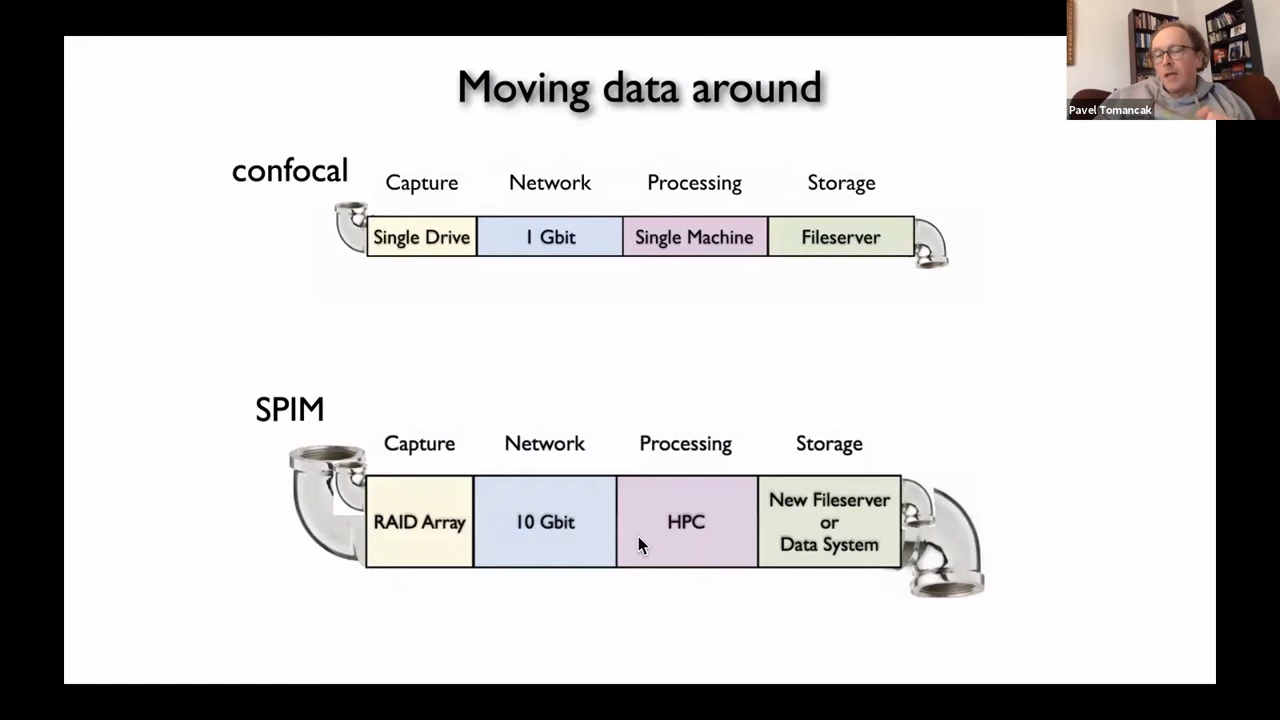 Moving data around
Pavel Tomancak
confocal
Capture Network Processing Storage
Single Drive 1 Gbit Single Machine Fileserver
SPIM
Capture Network Processing Storage
RAID Array 10 Gbit HPC New Fileserver
or
Data System